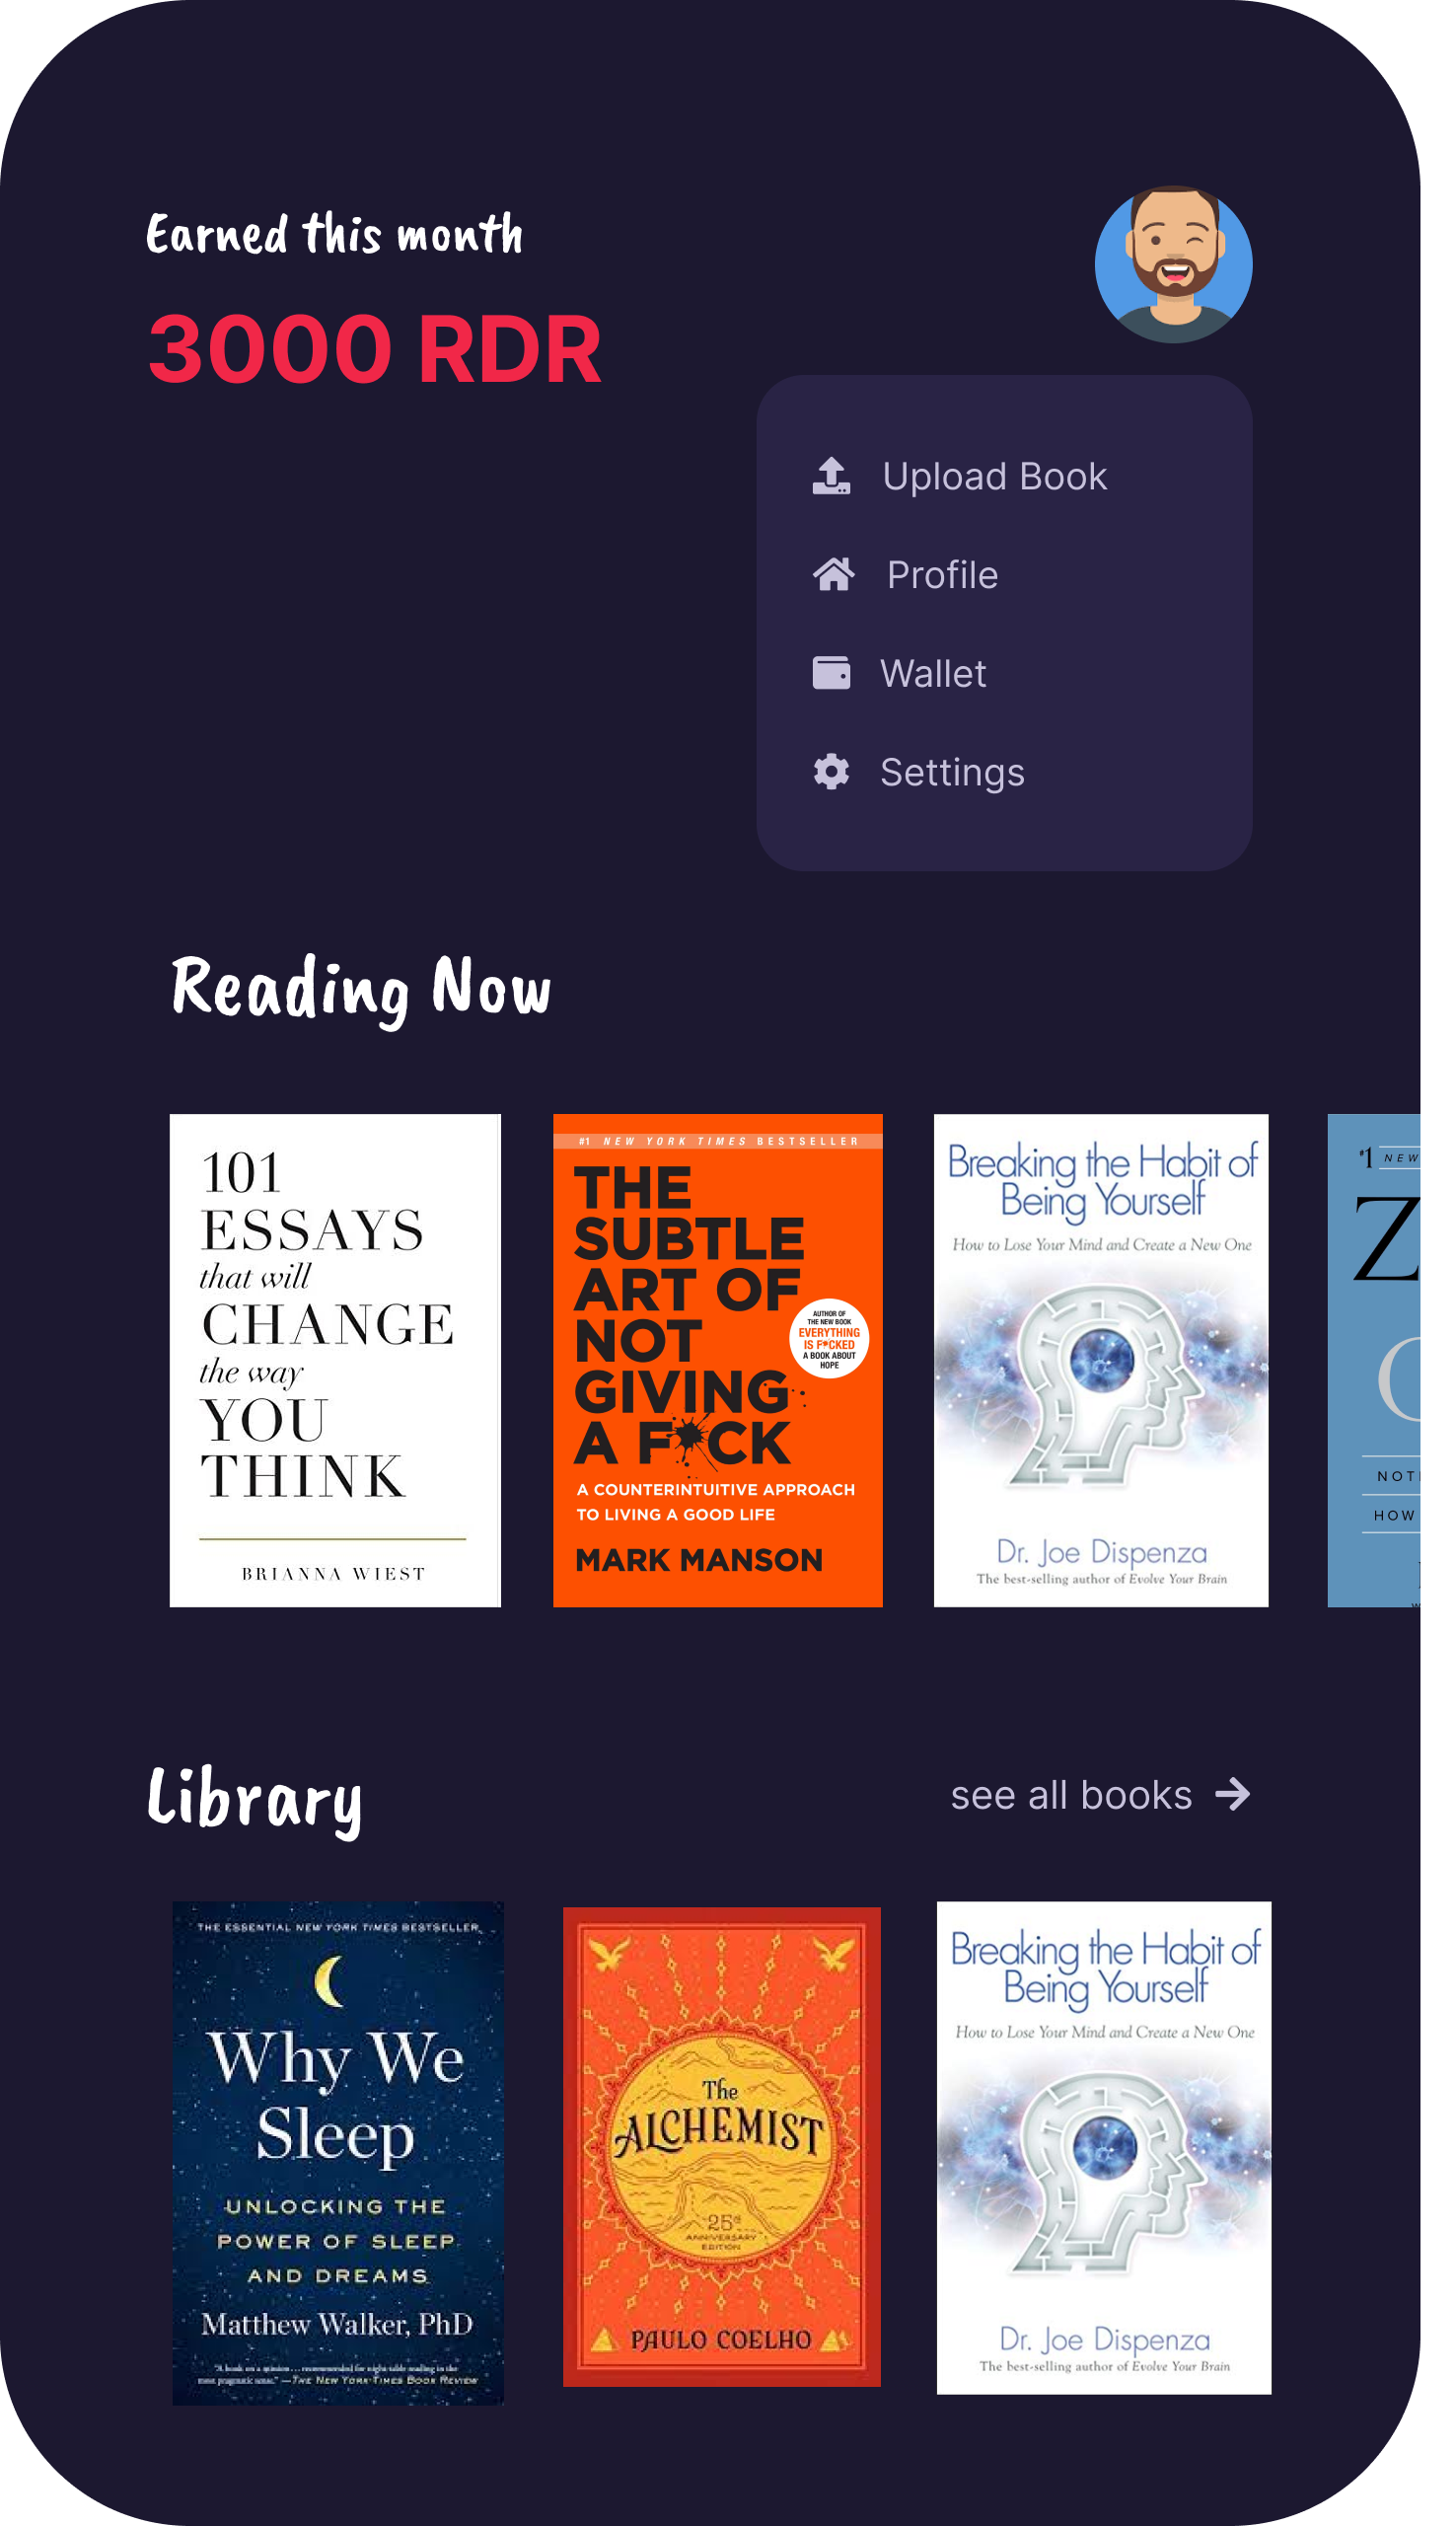 Earned this month
3000 RDR
Upload Book
Profile
Wallet
Settings
Reading Now
101
ESSAYS
that will
CHANGE
the way
YOU
THINK
BRIANNA WIEST
#1 NEW YORK TIMES BESTSELLER
THE
SUBTLE
ART OF
NOT
GIVING
A F*CK
AUTHOR OF
THE NEW BOOK
EVERYTHING
IS F*CKED
A BOOK ABOUT
HOPE
A COUNTERINTUITIVE APPROACH
TO LIVING A GOOD LIFE
MARK MANSON
Breaking the Habit of
Being Yourself
How to Lose Your Mind and Create a New One
Dr. Joe Dispenza
The best-selling author of Evolve Your Brain
#1 NEW
Z
NOT
HOW
Library
see all books
THE ESSENTIAL NEW YORK TIMES BESTSELLER
Why We
Sleep
UNLOCKING THE
POWER OF SLEEP
AND DREAMS
Matthew Walker, PhD
—THE NEW YORK TIMES BOOK REVIEW
The
ALCHEMIST
25th
ANNIVERSARY
EDITION
PAULO COELHO
Breaking the Habit of
Being Yourself
How to Lose Your Mind and Create a New One
Dr. Joe Dispenza
The best-selling author of Evolve Your Brain